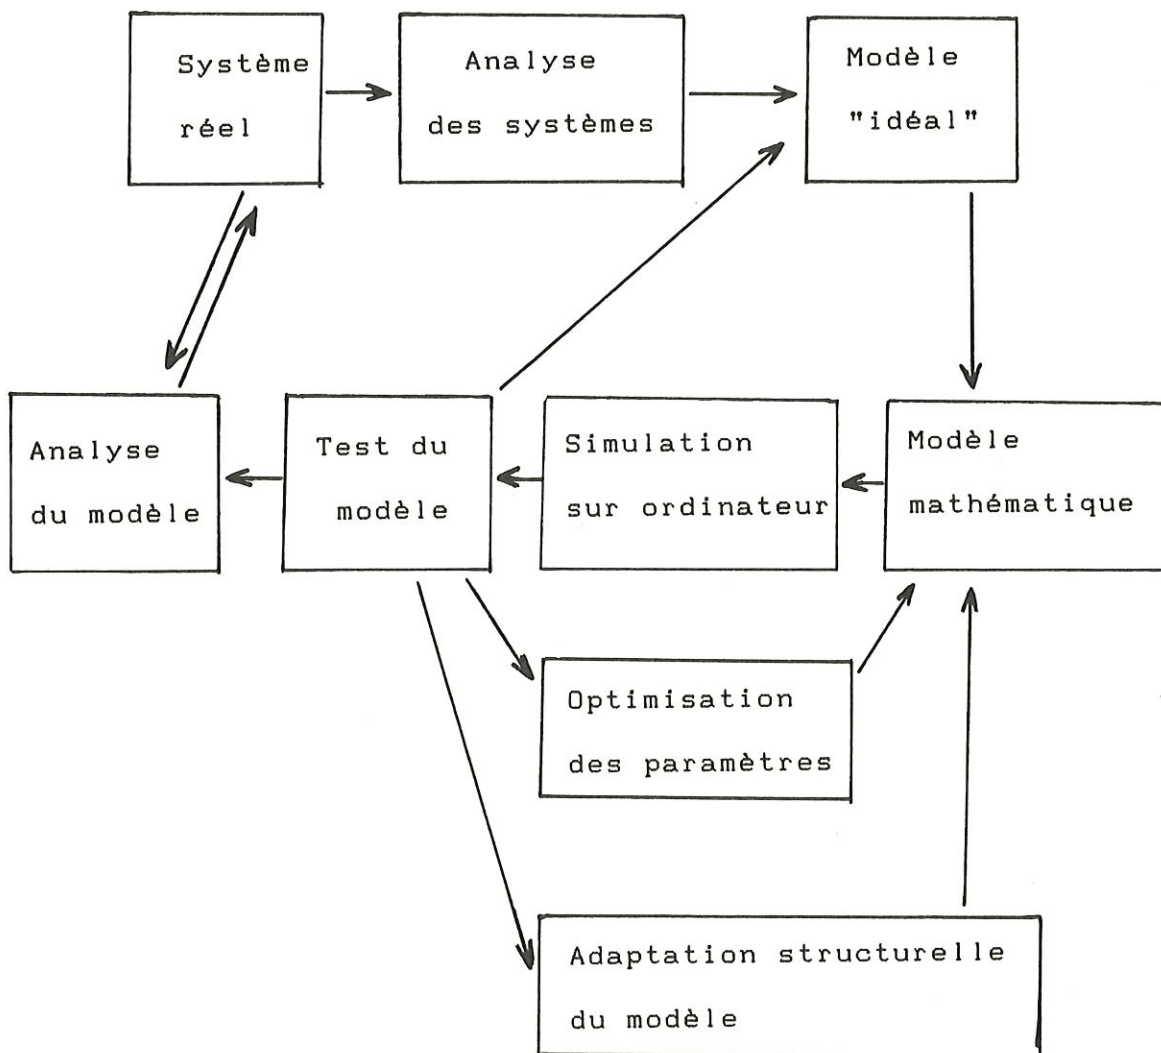 Système
réel
Analyse
des systèmes
Modèle
"idéal"
Analyse
du modèle
Test du
modèle
Simulation
sur ordinateur
Modèle
mathématique
Optimisation
des paramètres
Adaptation structurelle
du modèle